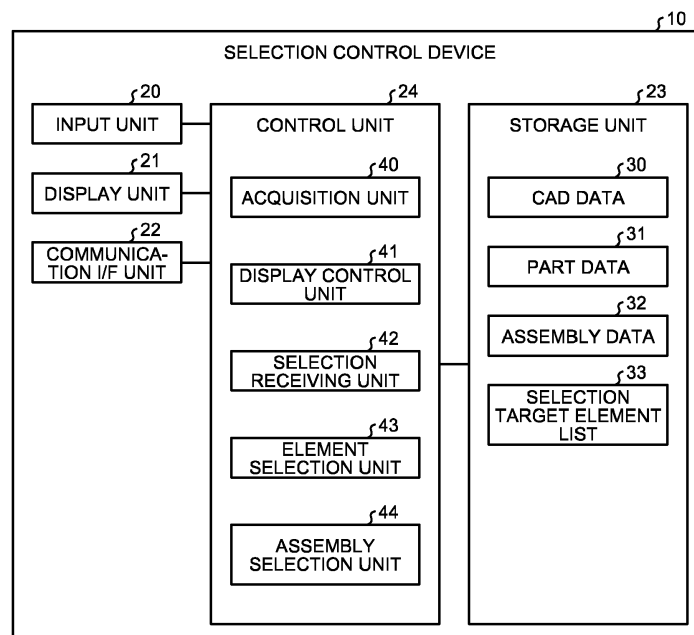 10
SELECTION CONTROL DEVICE
20
INPUT UNIT
21
DISPLAY UNIT
22
COMMUNICA-
TION I/F UNIT
24
CONTROL UNIT
40
ACQUISITION UNIT
41
DISPLAY CONTROL
UNIT
42
SELECTION
RECEIVING UNIT
43
ELEMENT
SELECTION UNIT
44
ASSEMBLY
SELECTION UNIT
23
STORAGE UNIT
30
CAD DATA
31
PART DATA
32
ASSEMBLY DATA
33
SELECTION
TARGET ELEMENT
LIST